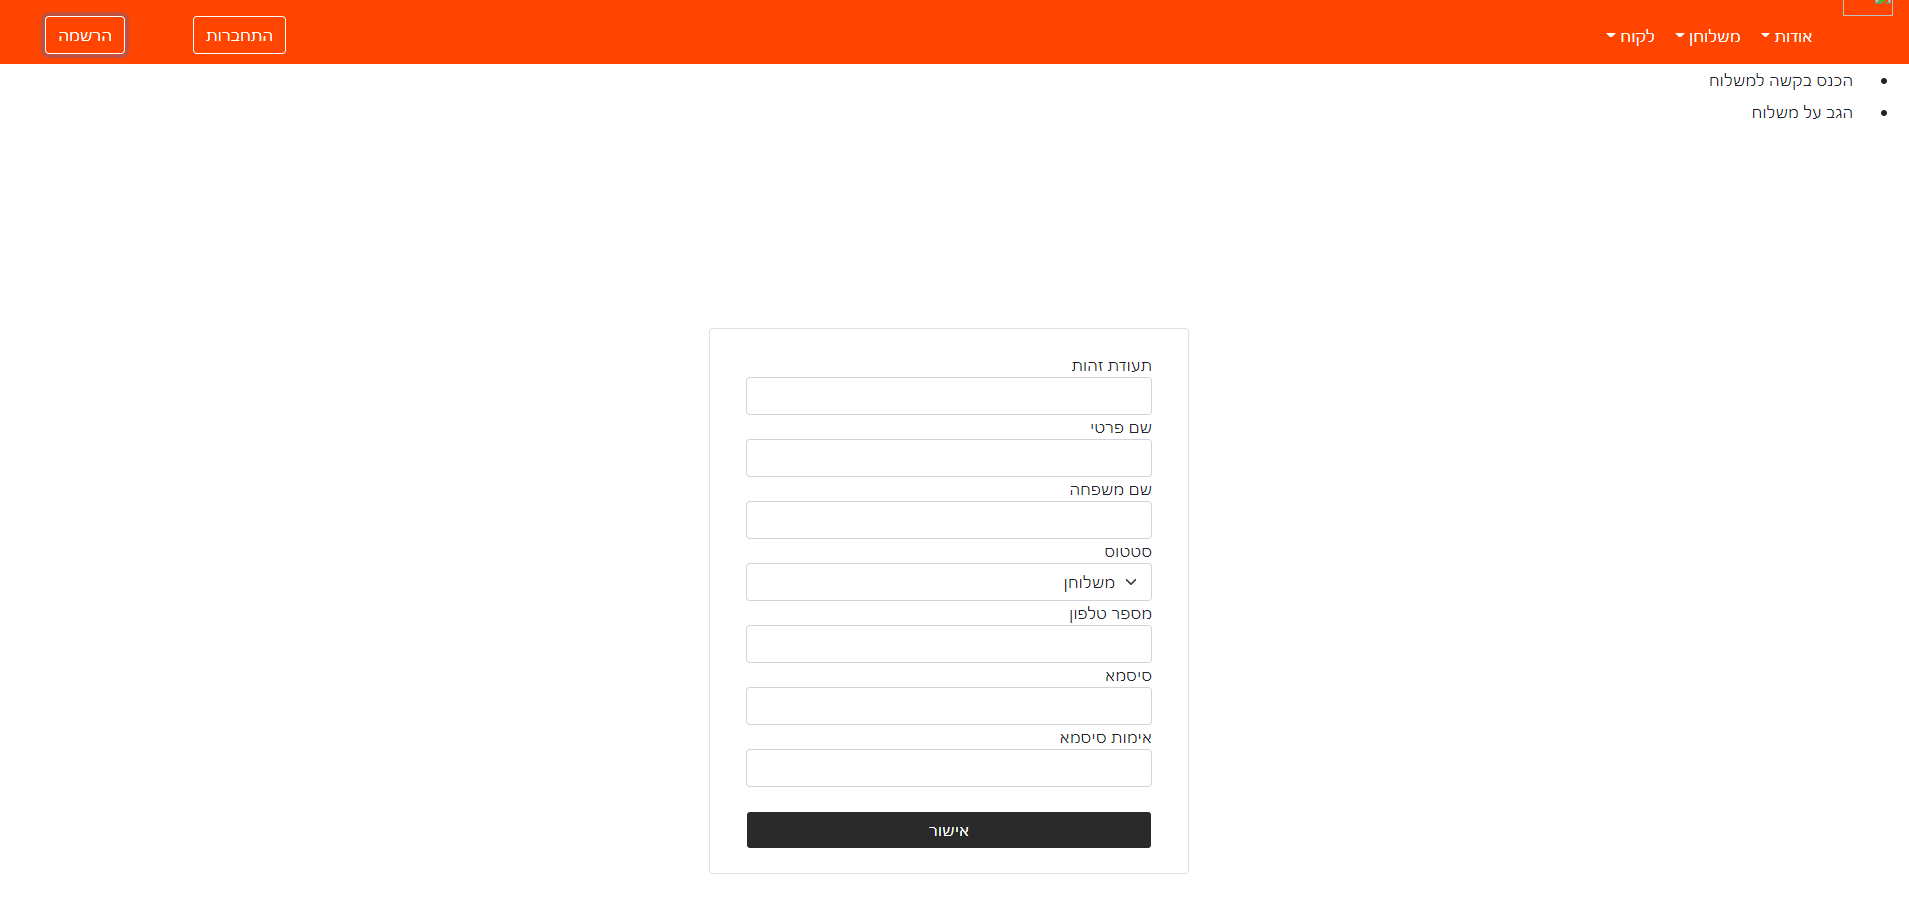 אודות
משלוחן
לקוח
התחברות
הרשמה
הכנס בקשה למשלוח
הגב על משלוח
תעודת זהות
שם פרטי
שם משפחה
סטטוס
משלוחן
מספר טלפון
סיסמא
אימות סיסמא
אישור